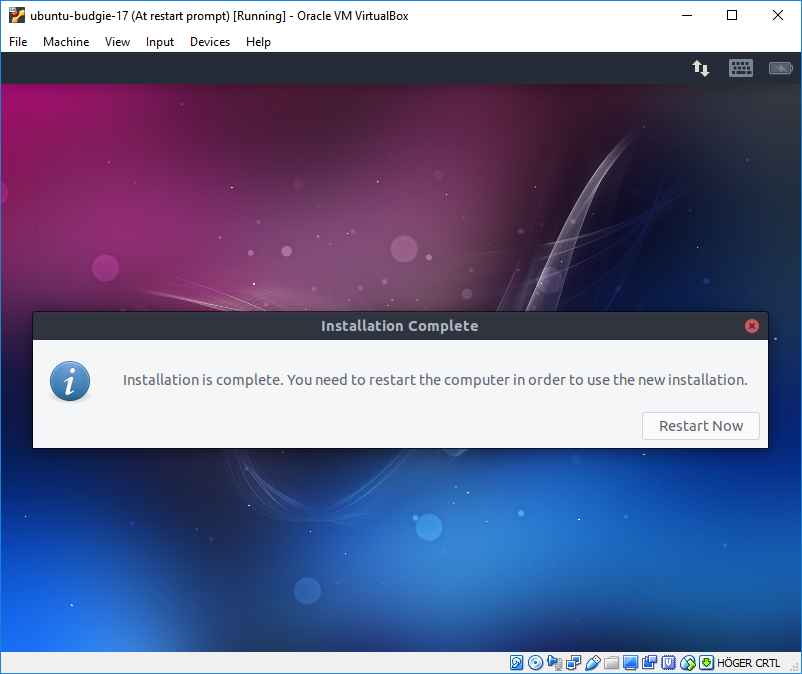 ubuntu-budgie-17 (At restart prompt) [Running] - Oracle VM VirtualBox
File Machine View Input Devices Help
Installation Complete
Installation is complete. You need to restart the computer in order to use the new installation.
Restart Now
HÖGER CRTL